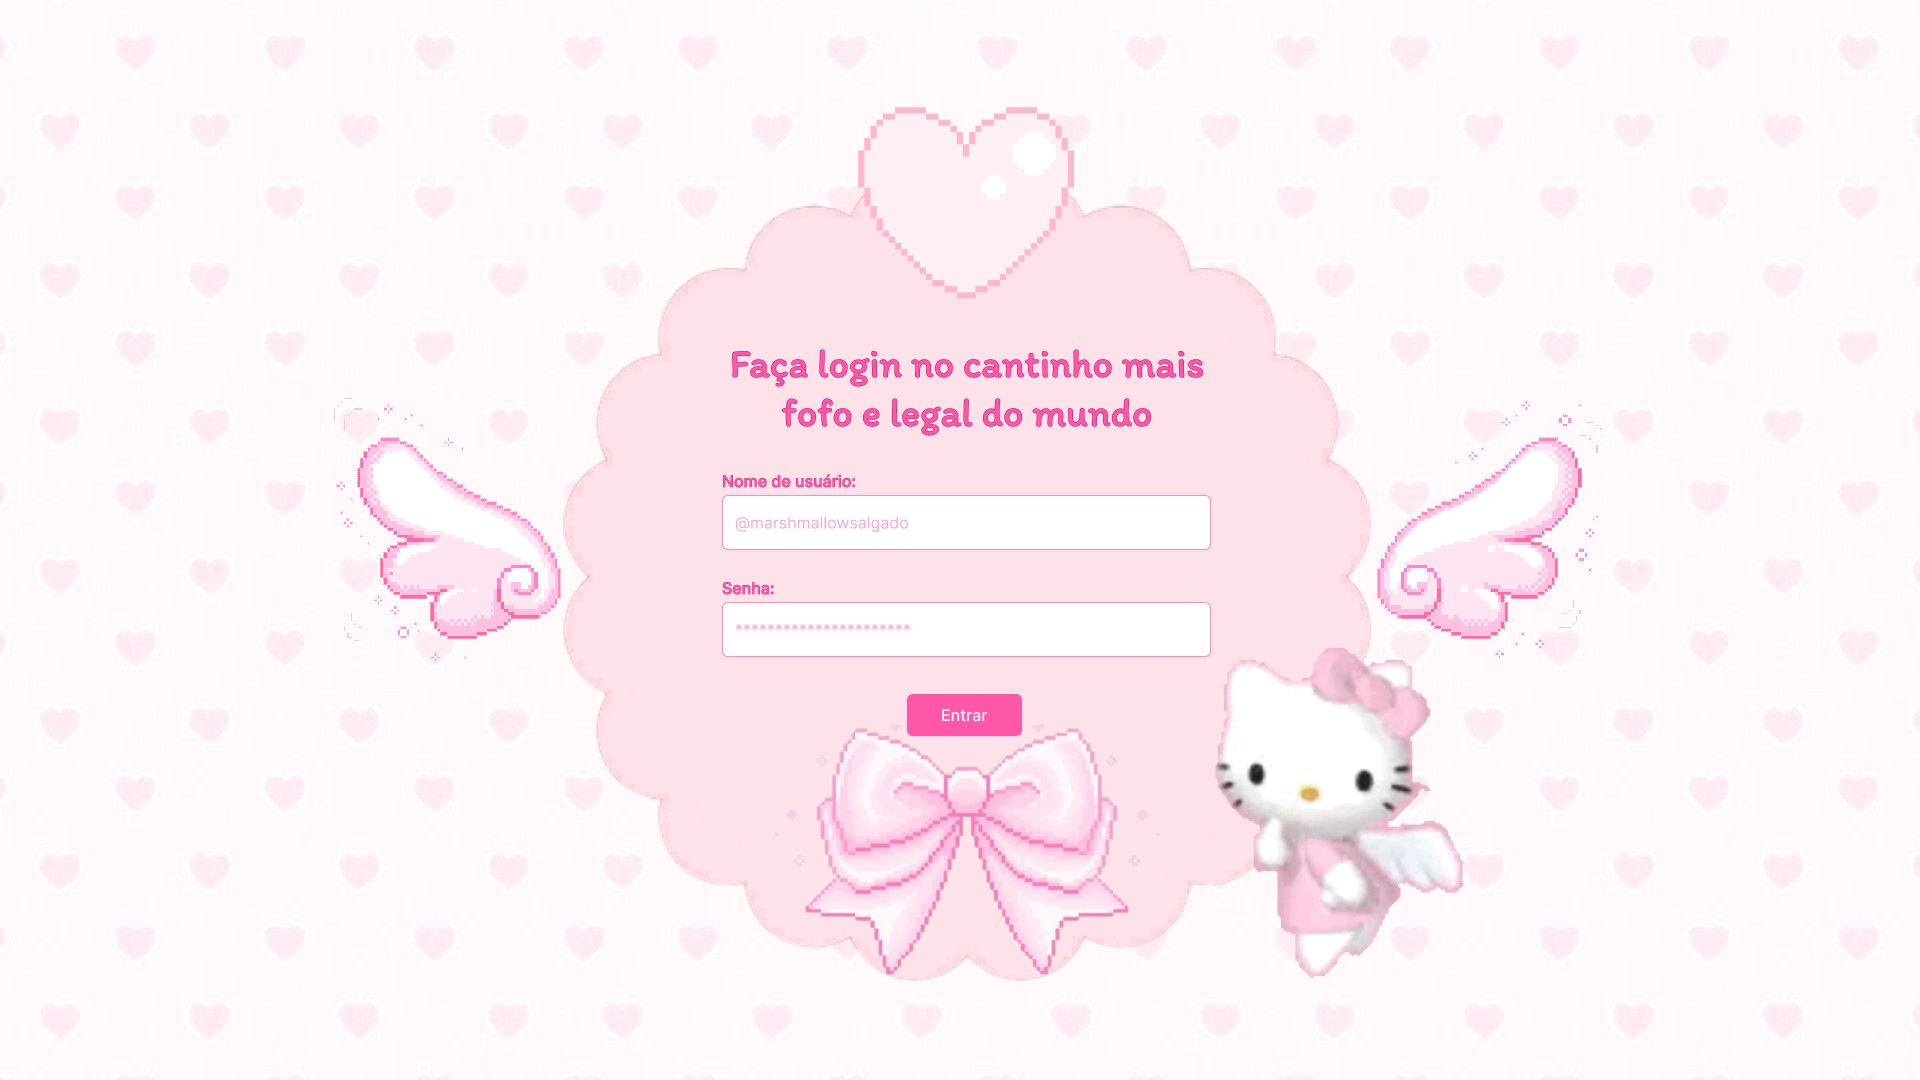 Faça login no cantinho mais
fofo e legal do mundo
Nome de usuário:
@marshmallowsalgado
Senha:
**********************
Entrar